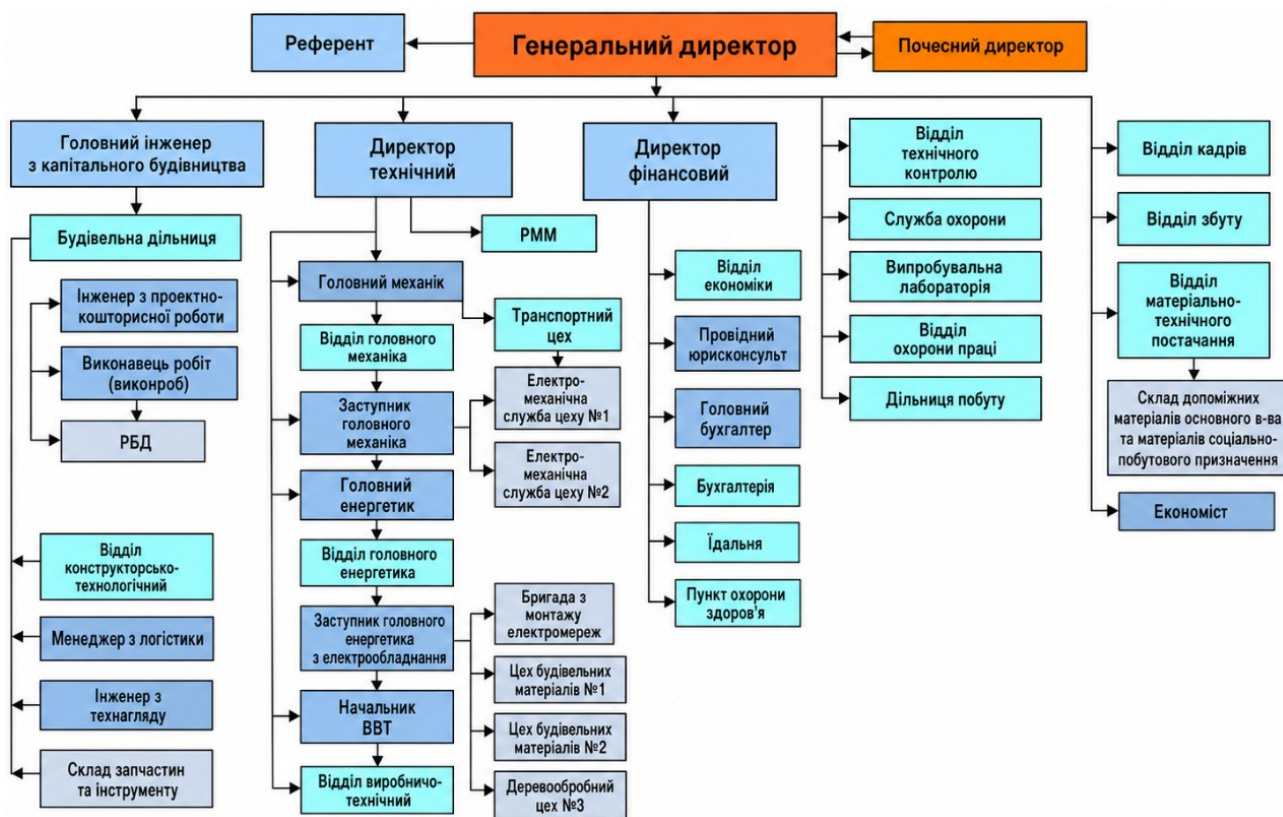 Референт
Генеральний директор
Почесний директор
Головний інженер
з капітального будівництва
Директор
технічний
Директор
фінансовий
Відділ
технічного
контролю
Відділ кадрів
Будівельна дільниця
РММ
Служба охорони
Відділ збуту
Інженер з проектно-
кошторисної роботи
Головний механік
Відділ
економіки
Випробувальна
лабораторія
Відділ
матеріально-
технічного
постачання
Виконавець робіт
(виконроб)
Відділ головного
механіка
Транспортний
цех
Провідний
юрисконсульт
Відділ
охорони праці
РБД
Заступник
головного
механіка
Електро-
механічна
служба цеху №1
Головний
бухгалтер
Дільниця побуту
Склад допоміжних
матеріалів основного в-ва
та матеріалів соціально-
побутового призначення
Електро-
механічна
служба цеху №2
Головний
енергетик
Бухгалтерія
Економіст
Відділ
конструкторсько-
технологічний
Відділ головного
енергетика
Їдальня
Менеджер з логістики
Заступник головного
енергетика
з електрообладнання
Бригада з
монтажу
електромереж
Пункт охорони
здоров’я
Інженер з
технагляду
Цех будівельних
матеріалів №1
Начальник
ВВТ
Цех будівельних
матеріалів №2
Склад запчастин
та інструменту
Відділ виробничо-
технічний
Деревообробний
цех №3